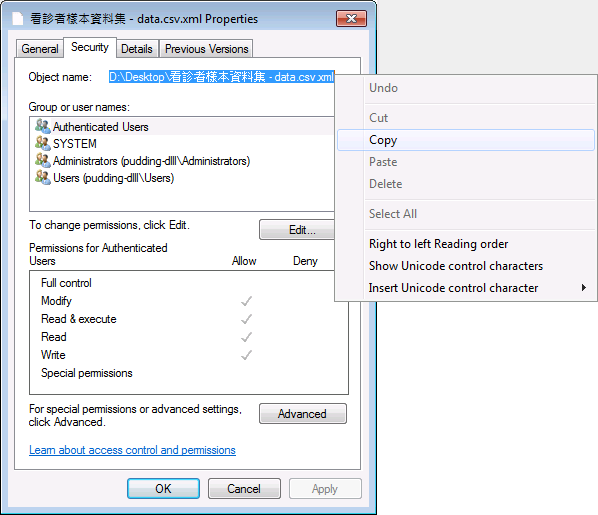 看診者樣本資料集 - data.csv.xml Properties
General Security Details Previous Versions
Object name: D:\Desktop\看診者樣本資料集 - data.csv.xml
Group or user names:
Authenticated Users
SYSTEM
Administrators (pudding-dlll\Administrators)
Users (pudding-dlll\Users)
To change permissions, click Edit.
Edit...
Permissions for Authenticated
Users Allow Deny
Full control
Modify
Read & execute
Read
Write
Special permissions
For special permissions or advanced settings,
click Advanced.
Advanced
Learn about access control and permissions
OK Cancel Apply
Undo
Cut
Copy
Paste
Delete
Select All
Right to left Reading order
Show Unicode control characters
Insert Unicode control character